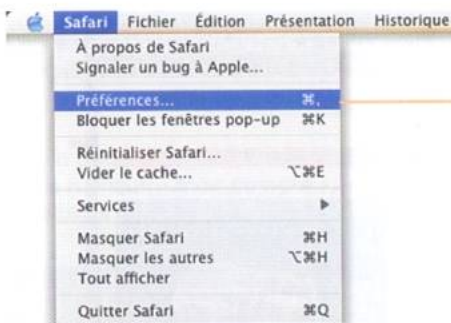 Safari Fichier Édition Présentation Historique
À propos de Safari
Signaler un bug à Apple...
Préférences... ⌘,
Bloquer les fenêtres pop-up ⌘K
Réinitialiser Safari...
Vider le cache... ⌥⌘E
Services
Masquer Safari ⌘H
Masquer les autres ⌥⌘H
Tout afficher
Quitter Safari ⌘Q